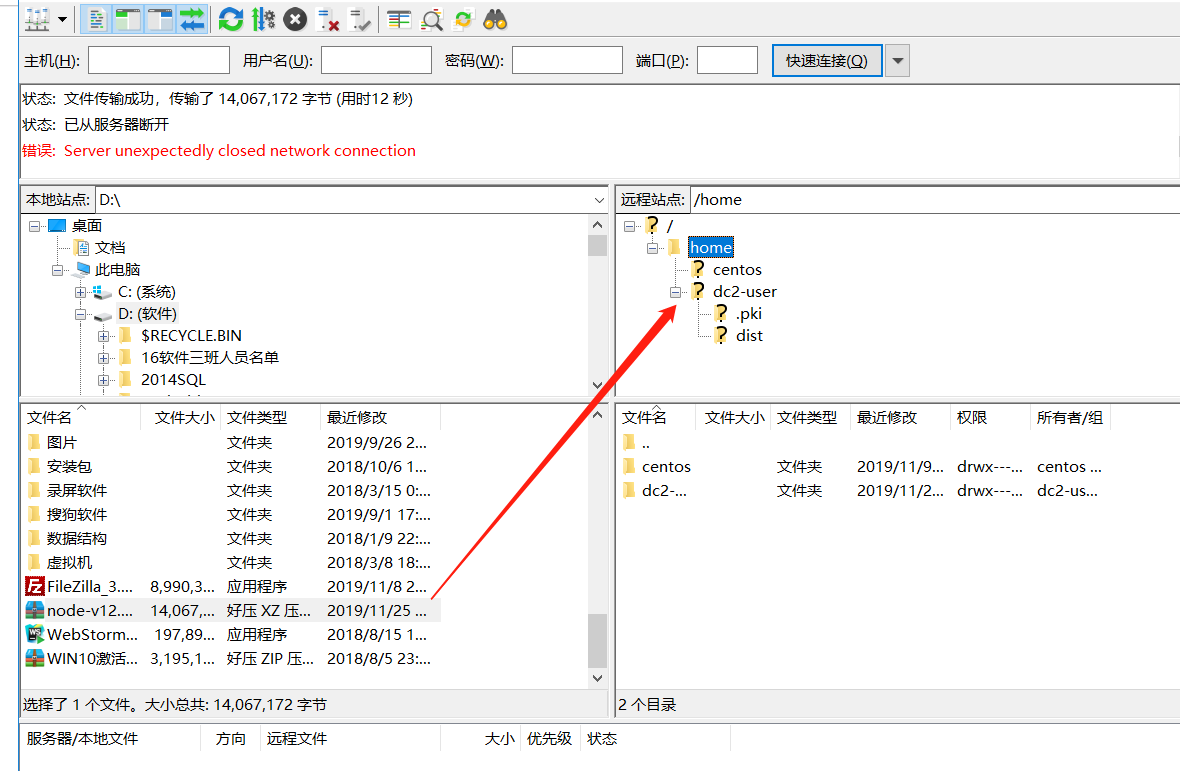 主机(H): 用户名(U): 密码(W): 端口(P): 快速连接(Q)
状态: 文件传输成功，传输了 14,067,172 字节 (用时12 秒)
状态: 已从服务器断开
错误: Server unexpectedly closed network connection
本地站点: D:\
桌面
文档
此电脑
C: (系统)
D: (软件)
$RECYCLE.BIN
16软件三班人员名单
2014SQL
远程站点: /home
/
home
centos
dc2-user
.pki
dist
文件名 文件大小 文件类型 最近修改
图片 文件夹 2019/9/26 2...
安装包 文件夹 2018/10/6 1...
录屏软件 文件夹 2018/3/15 0:...
搜狗软件 文件夹 2019/9/1 17:...
数据结构 文件夹 2018/1/9 22:...
虚拟机 文件夹 2018/3/8 18:...
FileZilla_3.... 8,990,3... 应用程序 2019/11/8 2...
node-v12.... 14,067,... 好压 XZ 压... 2019/11/25 ...
WebStorm... 197,89... 应用程序 2018/8/15 1...
WIN10激活... 3,195,1... 好压 ZIP 压... 2018/8/5 23:...
选择了 1 个文件。大小总共: 14,067,172 字节
文件名 文件大小 文件类型 最近修改 权限 所有者/组
..
centos 文件夹 2019/11/9... drwx---... centos ...
dc2-... 文件夹 2019/11/2... drwx---... dc2-us...
2 个目录
服务器/本地文件 方向 远程文件 大小 优先级 状态